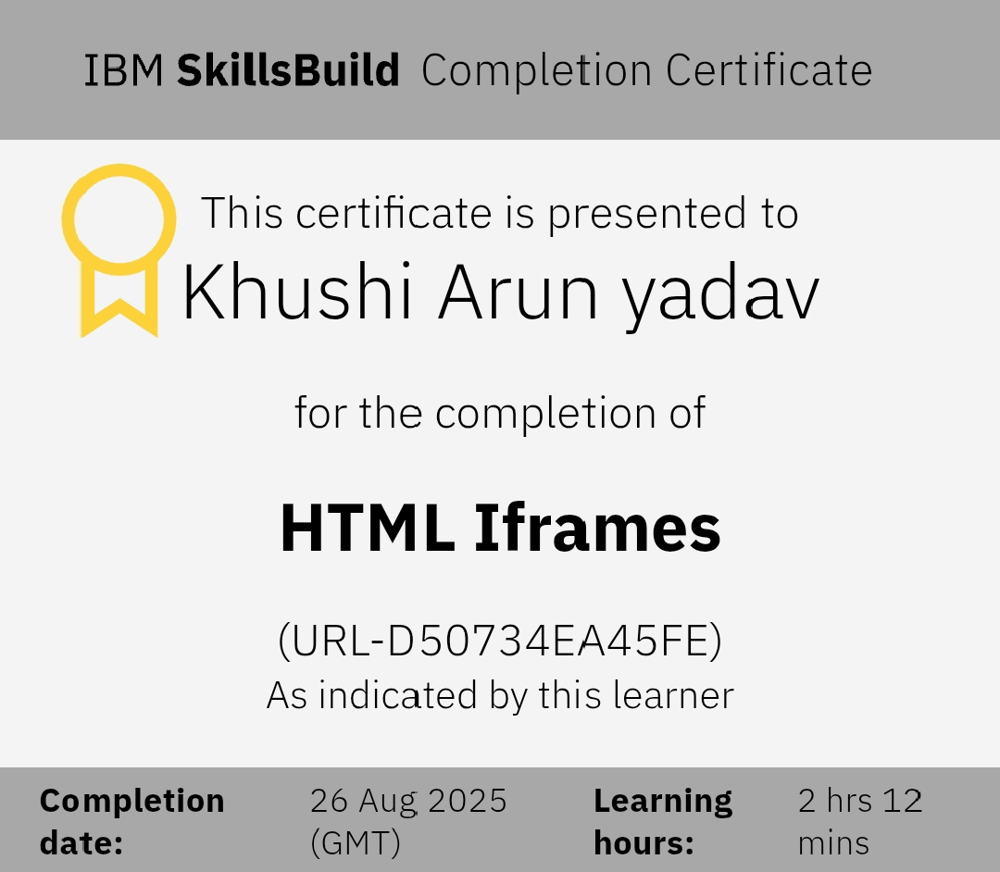 IBM SkillsBuild Completion Certificate
This certificate is presented to
Khushi Arun yadav
for the completion of
HTML Iframes
(URL-D50734EA45FE)
As indicated by this learner
Completion date: 26 Aug 2025 (GMT) Learning hours: 2 hrs 12 mins